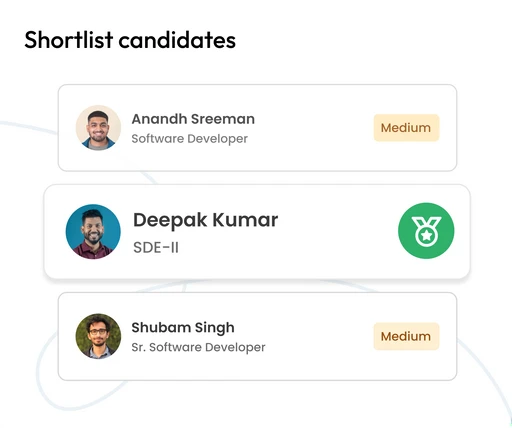 Shortlist candidates
Anandh Sreeman
Software Developer
Medium
Deepak Kumar
SDE-II
Shubam Singh
Sr. Software Developer
Medium